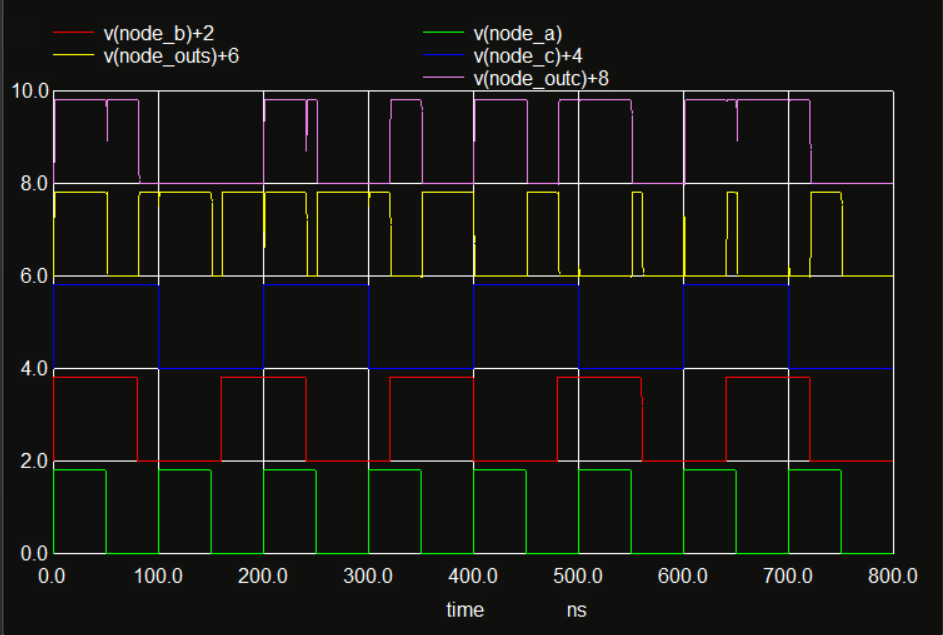 v(node_b)+2 v(node_a)
v(node_outs)+6 v(node_c)+4
v(node_outc)+8
10.0
8.0
6.0
4.0
2.0
0.0
0.0 100.0 200.0 300.0 400.0 500.0 600.0 700.0 800.0
time ns